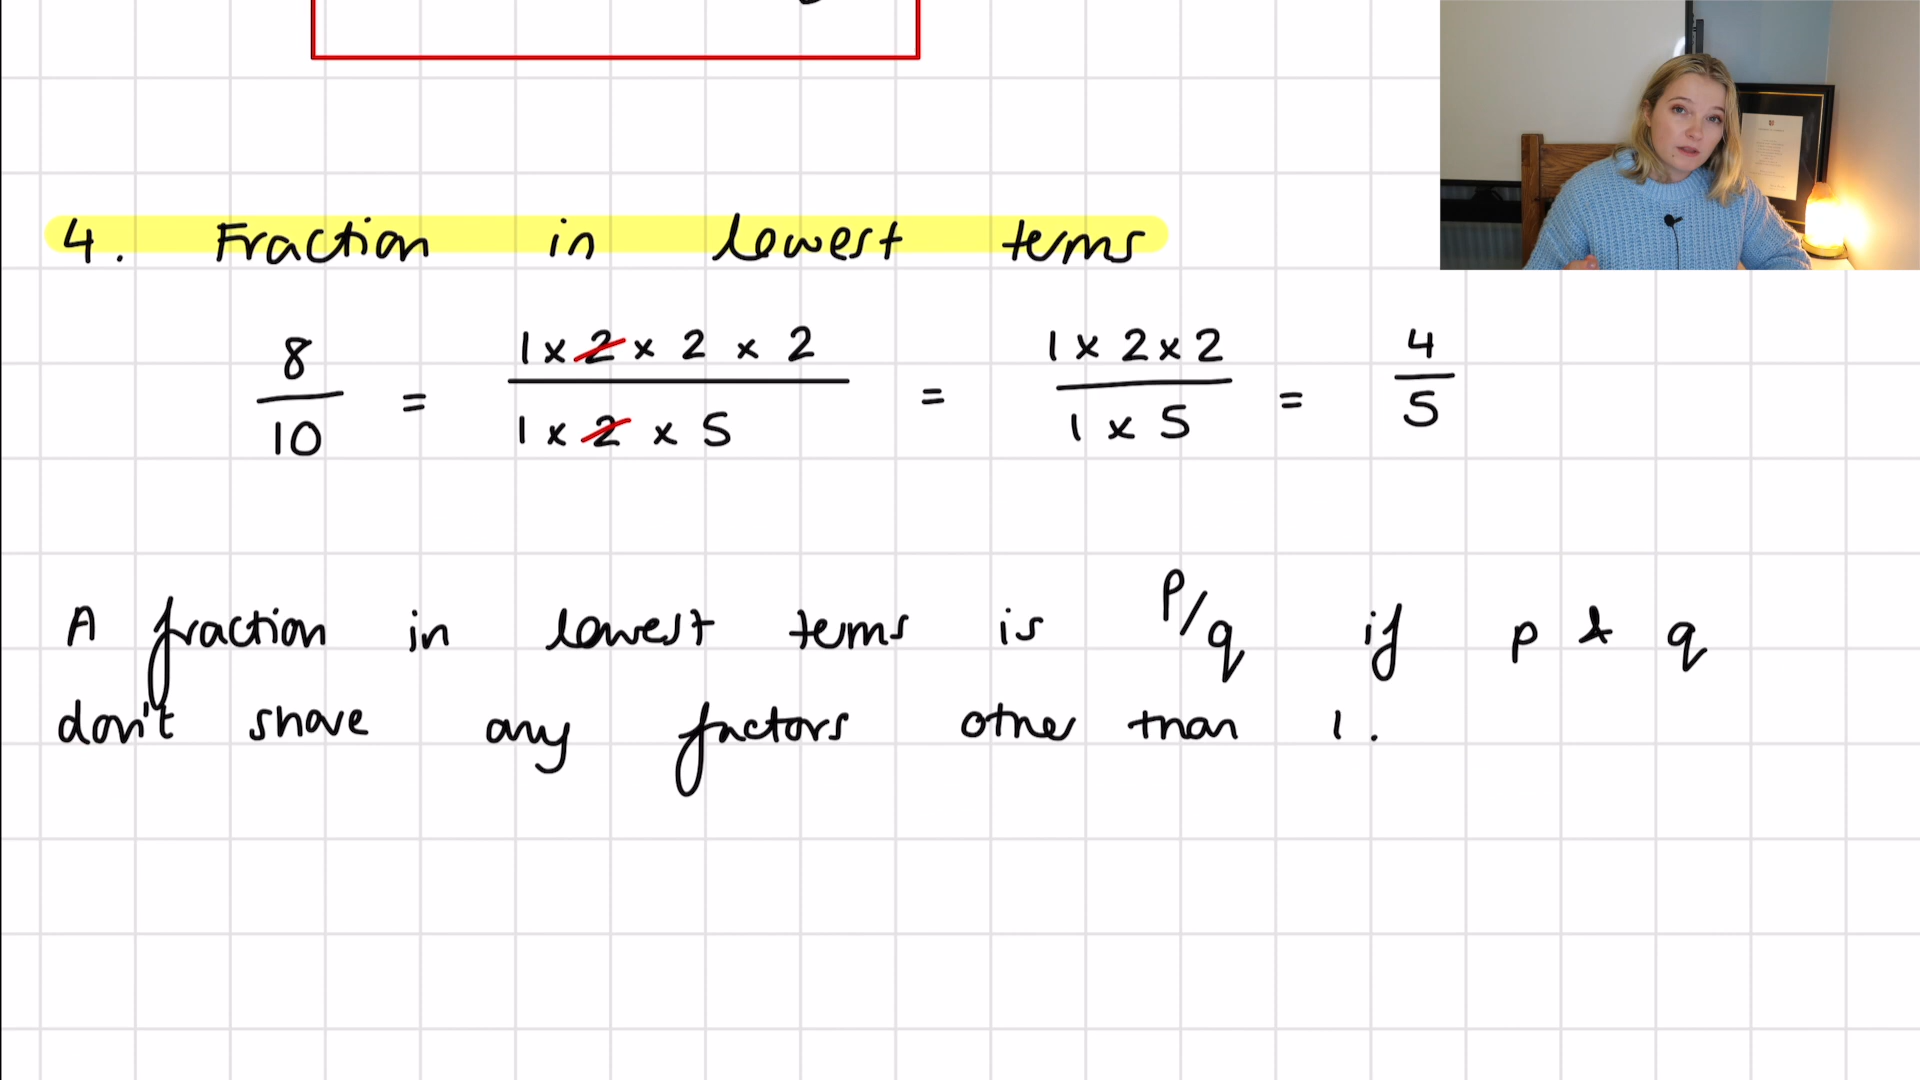 4. Fraction in lowest terms
8/10 = 1 x 2 x 2 x 2 / 1 x 2 x 5 = 1 x 2 x 2 / 1 x 5 = 4/5
A fraction in lowest terms is p/q if p & q
don't share any factors other than 1.